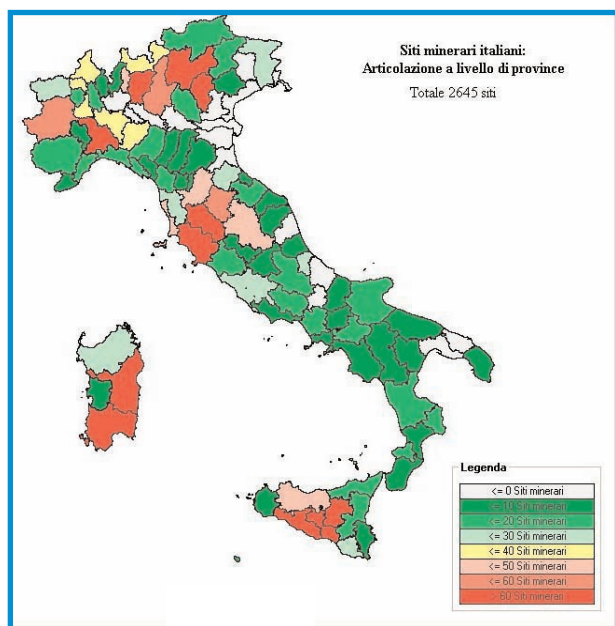 Siti minerari italiani:
Articolazione a livello di province
Totale 2645 siti
Legenda
<= 0 Siti minerari
<= 10 Siti minerari
<= 20 Siti minerari
<= 30 Siti minerari
<= 40 Siti minerari
<= 50 Siti minerari
<= 60 Siti minerari
> 60 Siti minerari